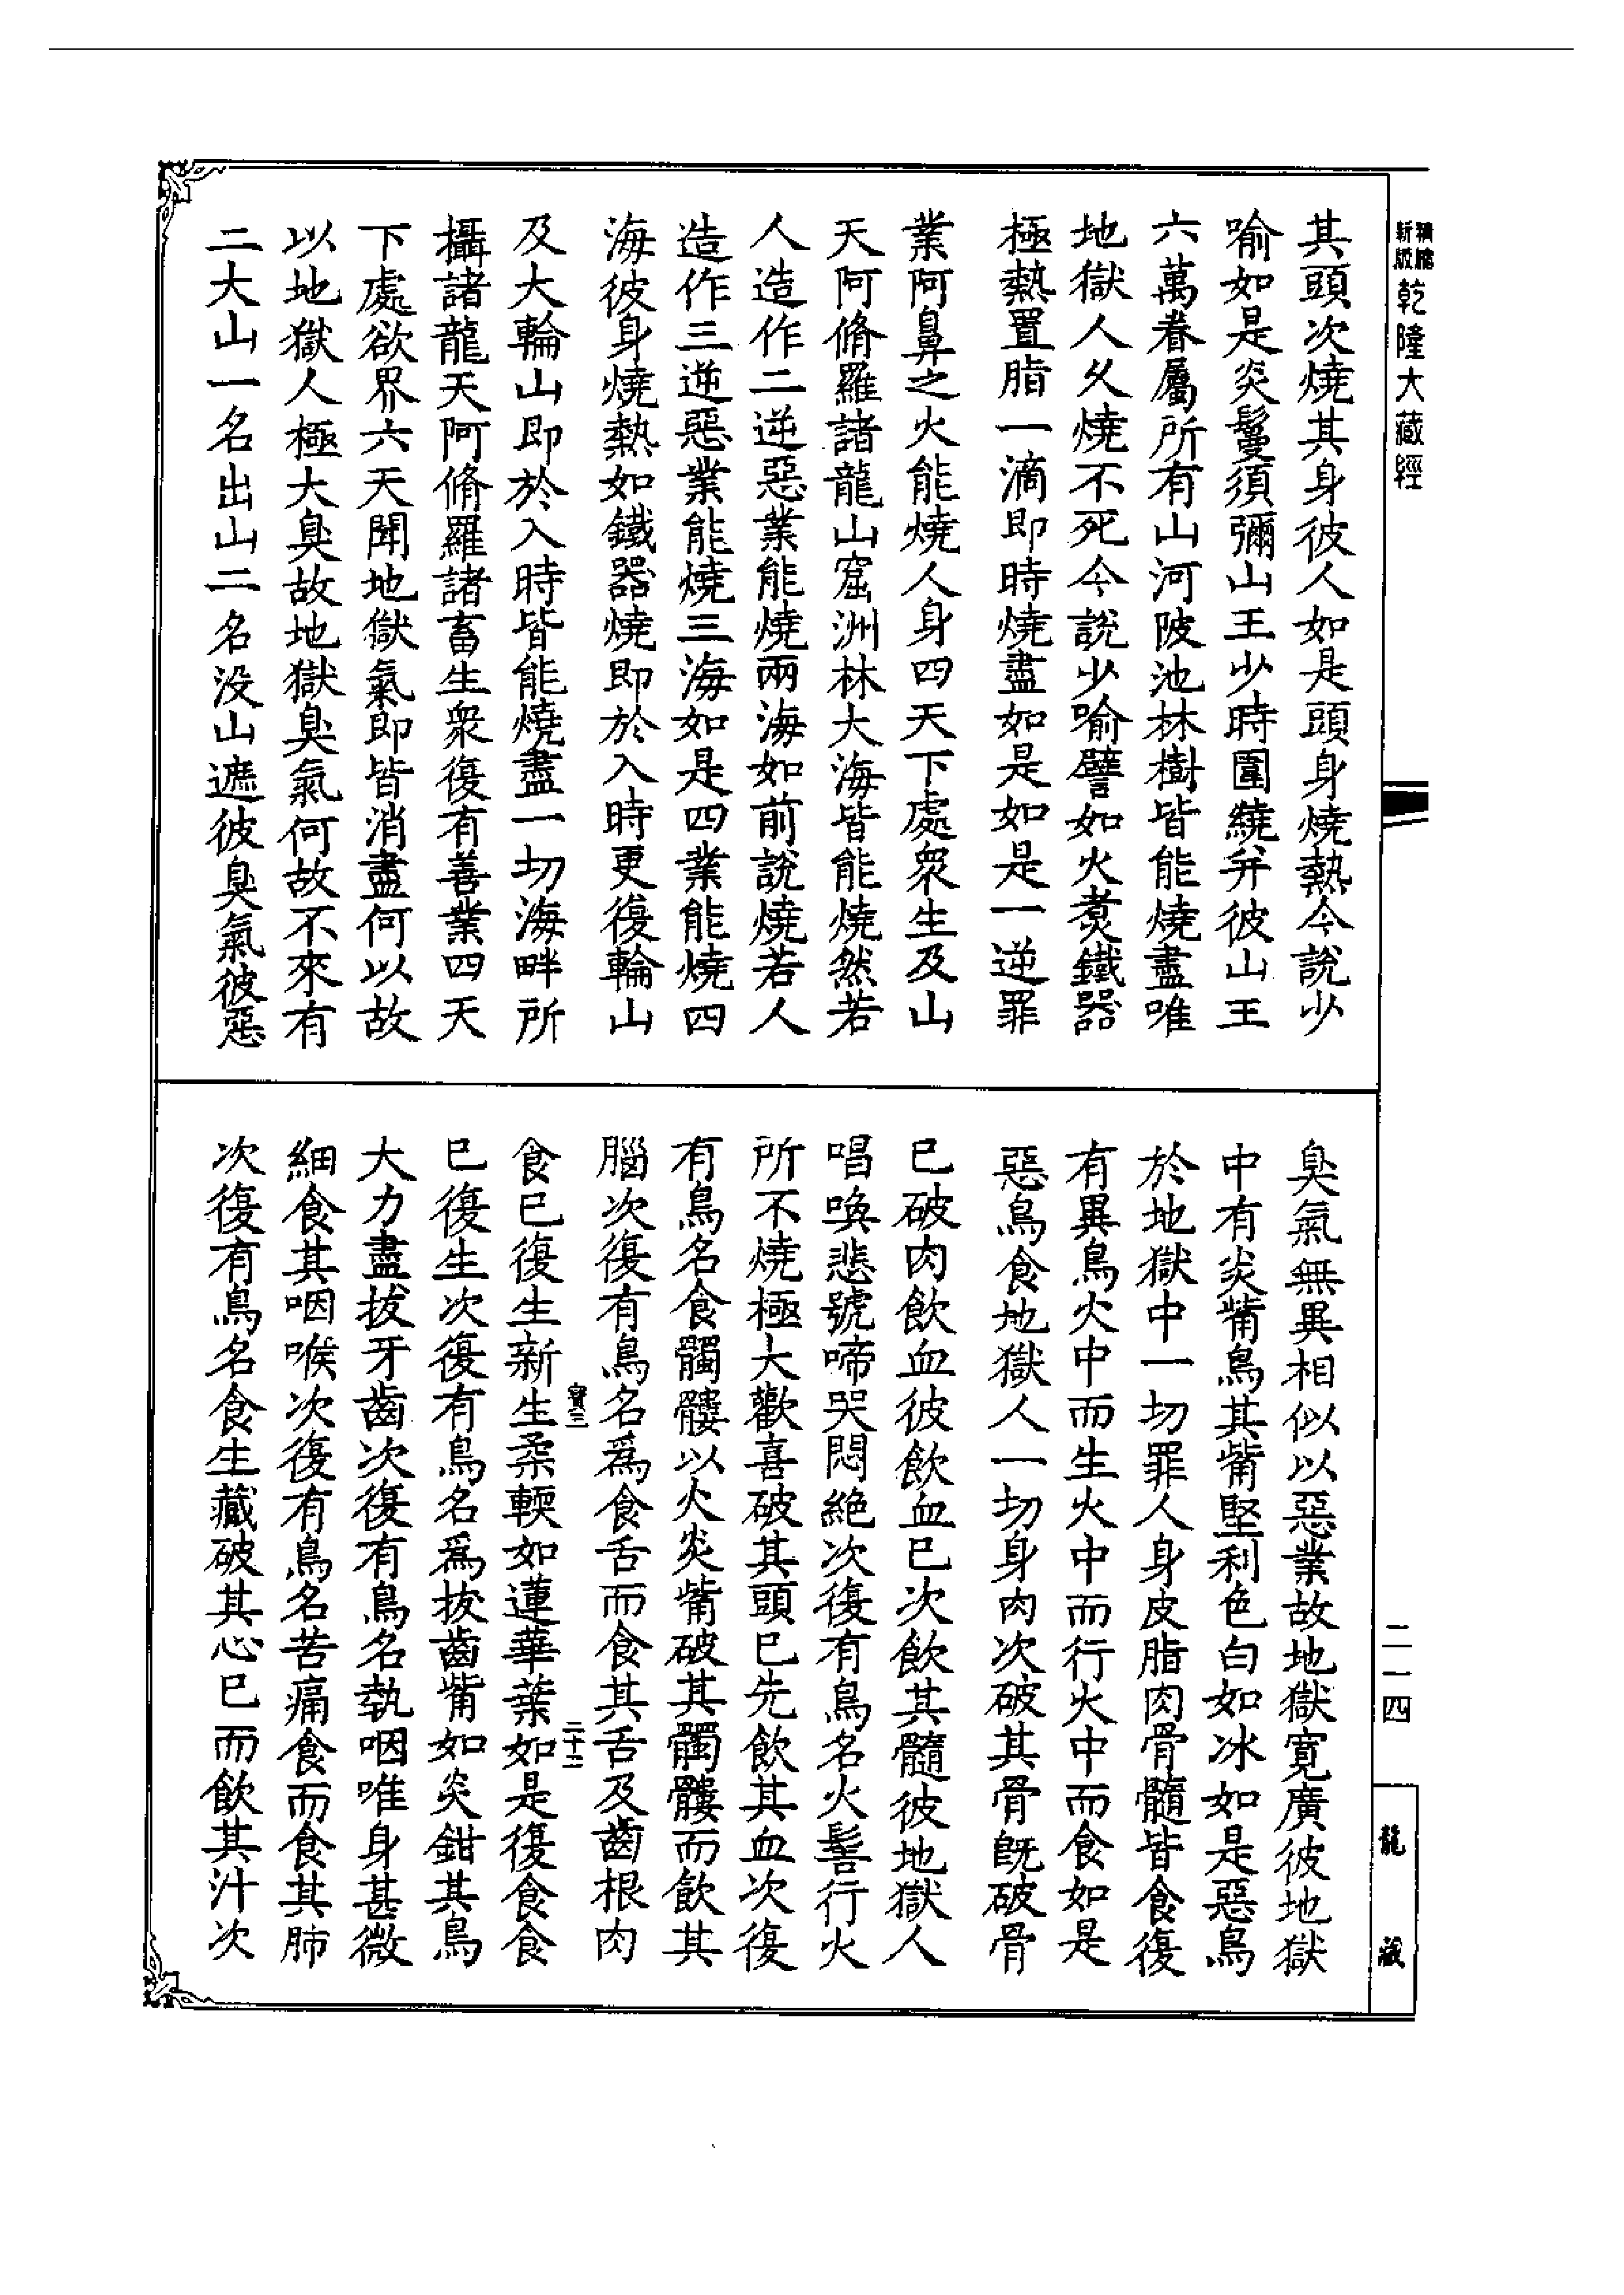 新版
乾隆大藏經
其頭次燒其身彼人如是頭身燒熱今說少
喻如是炎鬘須彌山王少時圍繞并彼山王
六萬眷屬所有山河陂池林樹皆能燒盡唯
地獄人久燒不死今說少喻譬如火煑鐵器
極熱置脂一滴即時燒盡如是如是一逆罪
業阿鼻之火能燒人身四天下處衆生及山
天阿脩羅諸龍山窟洲林大海皆能燒然若
人造作二逆惡業能燒兩海如前說燒若人
造作三逆惡業能燒三海如是四業能燒四
海彼身燒熱如鐵器燒即於入時更復輪山
及大輪山即於入時皆能燒盡一切海畔所
攝諸龍天阿脩羅諸畜生衆復有善業四天
下處欲界六天聞地獄氣即皆消盡何以故
以地獄人極大臭故地獄臭氣何故不來有
二大山一名出山二名没山遮彼臭氣彼惡
臭氣無異相似以惡業故地獄寬廣彼地獄
中有炎觜鳥其觜堅利色白如冰如是惡鳥
於地獄中一切罪人身皮脂肉骨髓皆食復
有異鳥火中而生火中而行火中而食如是
惡鳥食地獄人一切身肉次破其骨旣破骨
已破肉飲血彼飲血已次飲其髓彼地獄人
唱喚悲號啼哭悶絶次復有鳥名火髻行火
所不燒極大歡喜破其頭已先飲其血次復
有鳥名食髑髏以火炎觜破其髑髏而飲其
腦次復有鳥名爲食舌而食其舌及齒根肉
食已復生新生柔輭如蓮華葉如是復食食
寳三
二十二
已復生次復有鳥名爲拔齒觜如炎鉗其鳥
大力盡拔牙齒次復有鳥名執咽唯身甚微
細食其咽喉次復有鳥名苦痛食而食其肺
次復有鳥名食生藏破其心已而飲其汁次
二一四
龍藏